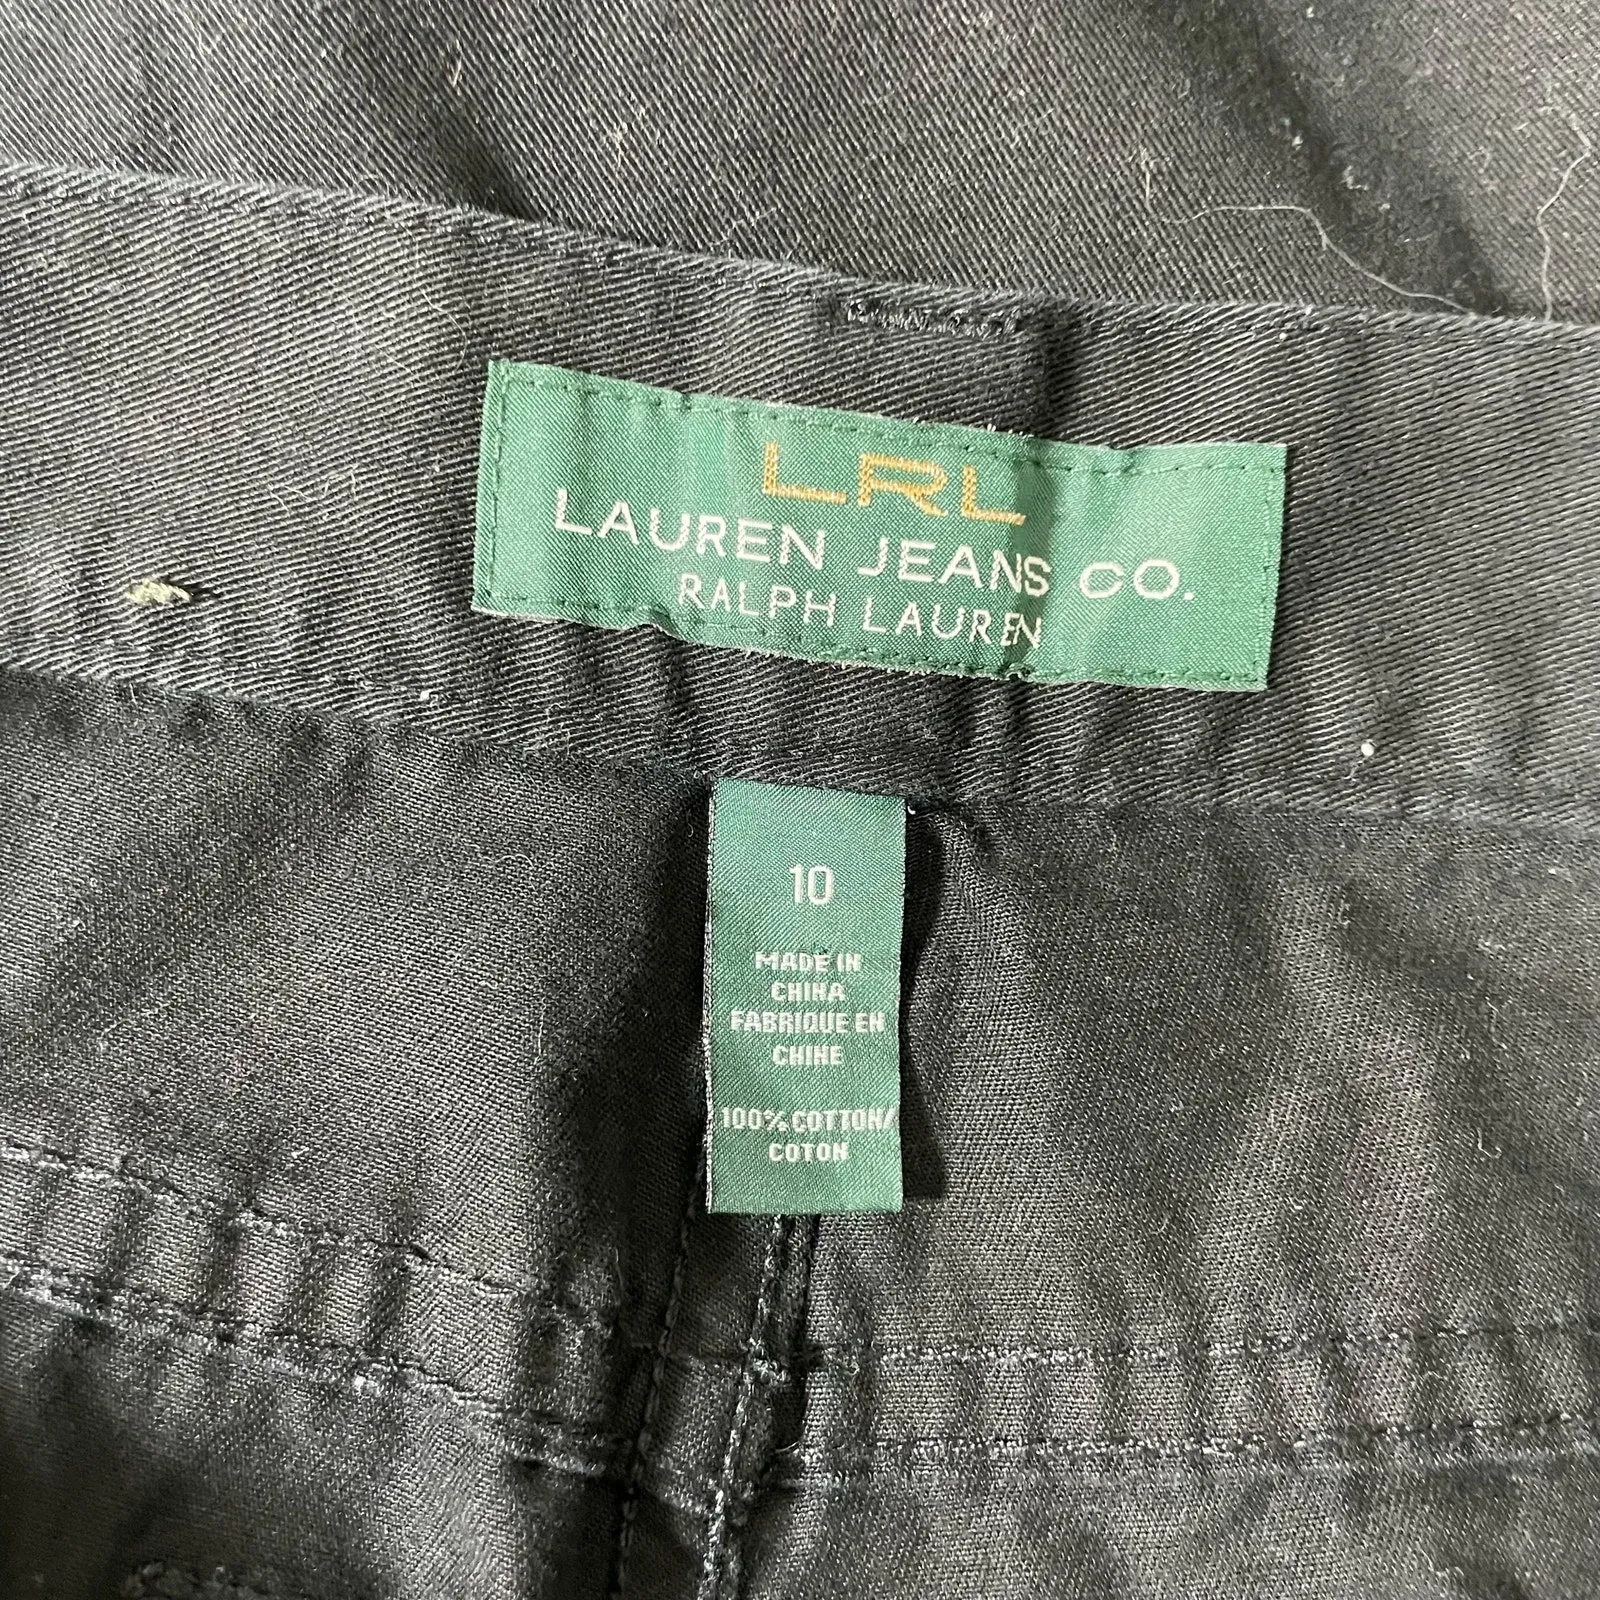 LRL
LAUREN JEANS CO.
RALPH LAUREN
10
MADE IN
CHINA
FABRIQUE EN
CHINE
100% COTTON/
COTON